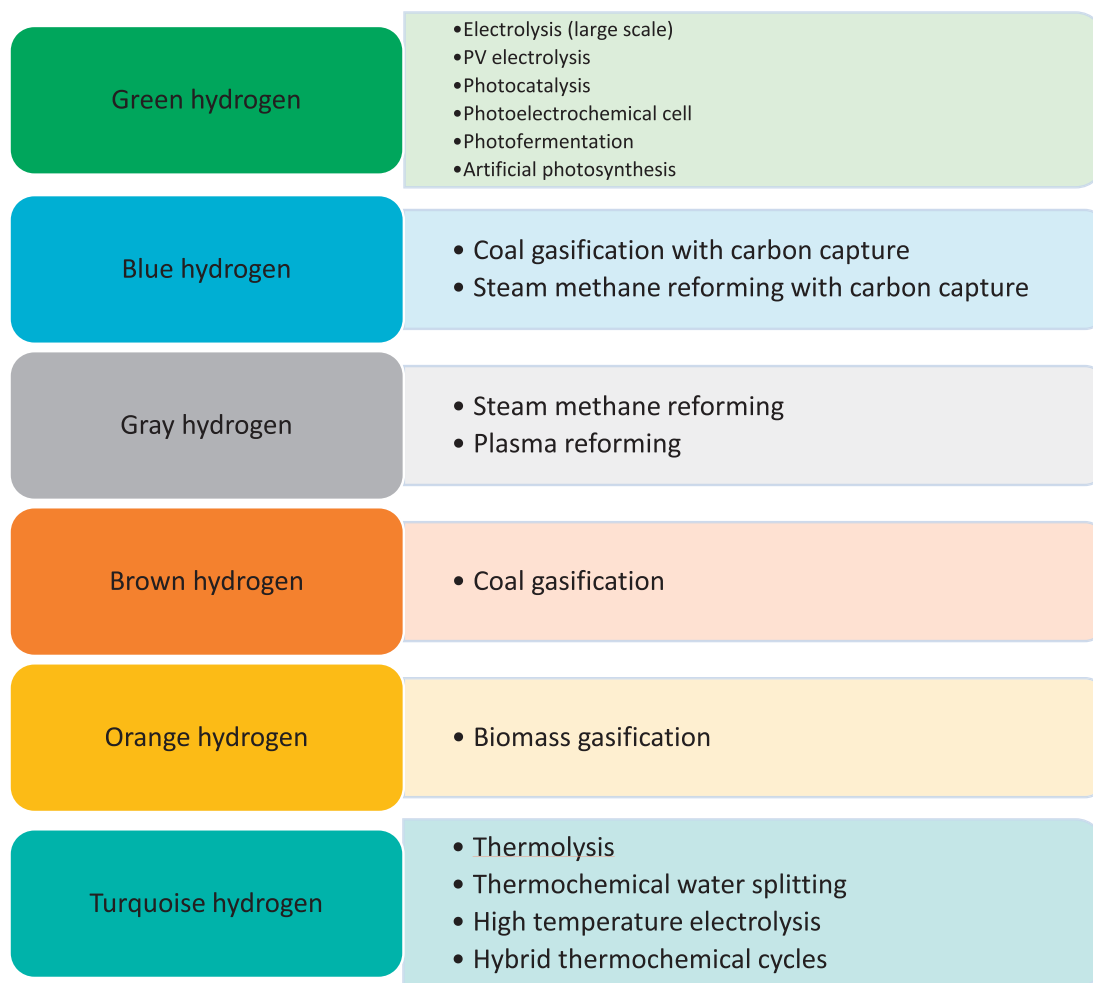 Green hydrogen
•Electrolysis (large scale)
•PV electrolysis
•Photocatalysis
•Photoelectrochemical cell
•Photofermentation
•Artificial photosynthesis
Blue hydrogen
• Coal gasification with carbon capture
• Steam methane reforming with carbon capture
Gray hydrogen
• Steam methane reforming
• Plasma reforming
Brown hydrogen
• Coal gasification
Orange hydrogen
• Biomass gasification
Turquoise hydrogen
• Thermolysis
• Thermochemical water splitting
• High temperature electrolysis
• Hybrid thermochemical cycles